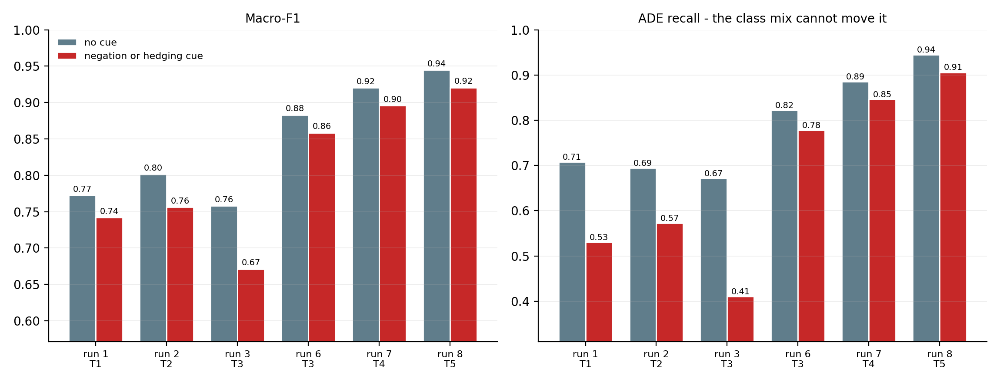 Macro-F1
1.00
0.95
0.90
0.85
0.80
0.75
0.70
0.65
0.60
no cue
negation or hedging cue
0.77
0.74
0.80
0.76
0.76
0.67
0.88
0.86
0.92
0.90
0.94
0.92
run 1
T1
run 2
T2
run 3
T3
run 6
T3
run 7
T4
run 8
T5
ADE recall - the class mix cannot move it
1.0
0.9
0.8
0.7
0.6
0.5
0.4
0.71
0.53
0.69
0.57
0.67
0.41
0.82
0.78
0.89
0.85
0.94
0.91
run 1
T1
run 2
T2
run 3
T3
run 6
T3
run 7
T4
run 8
T5